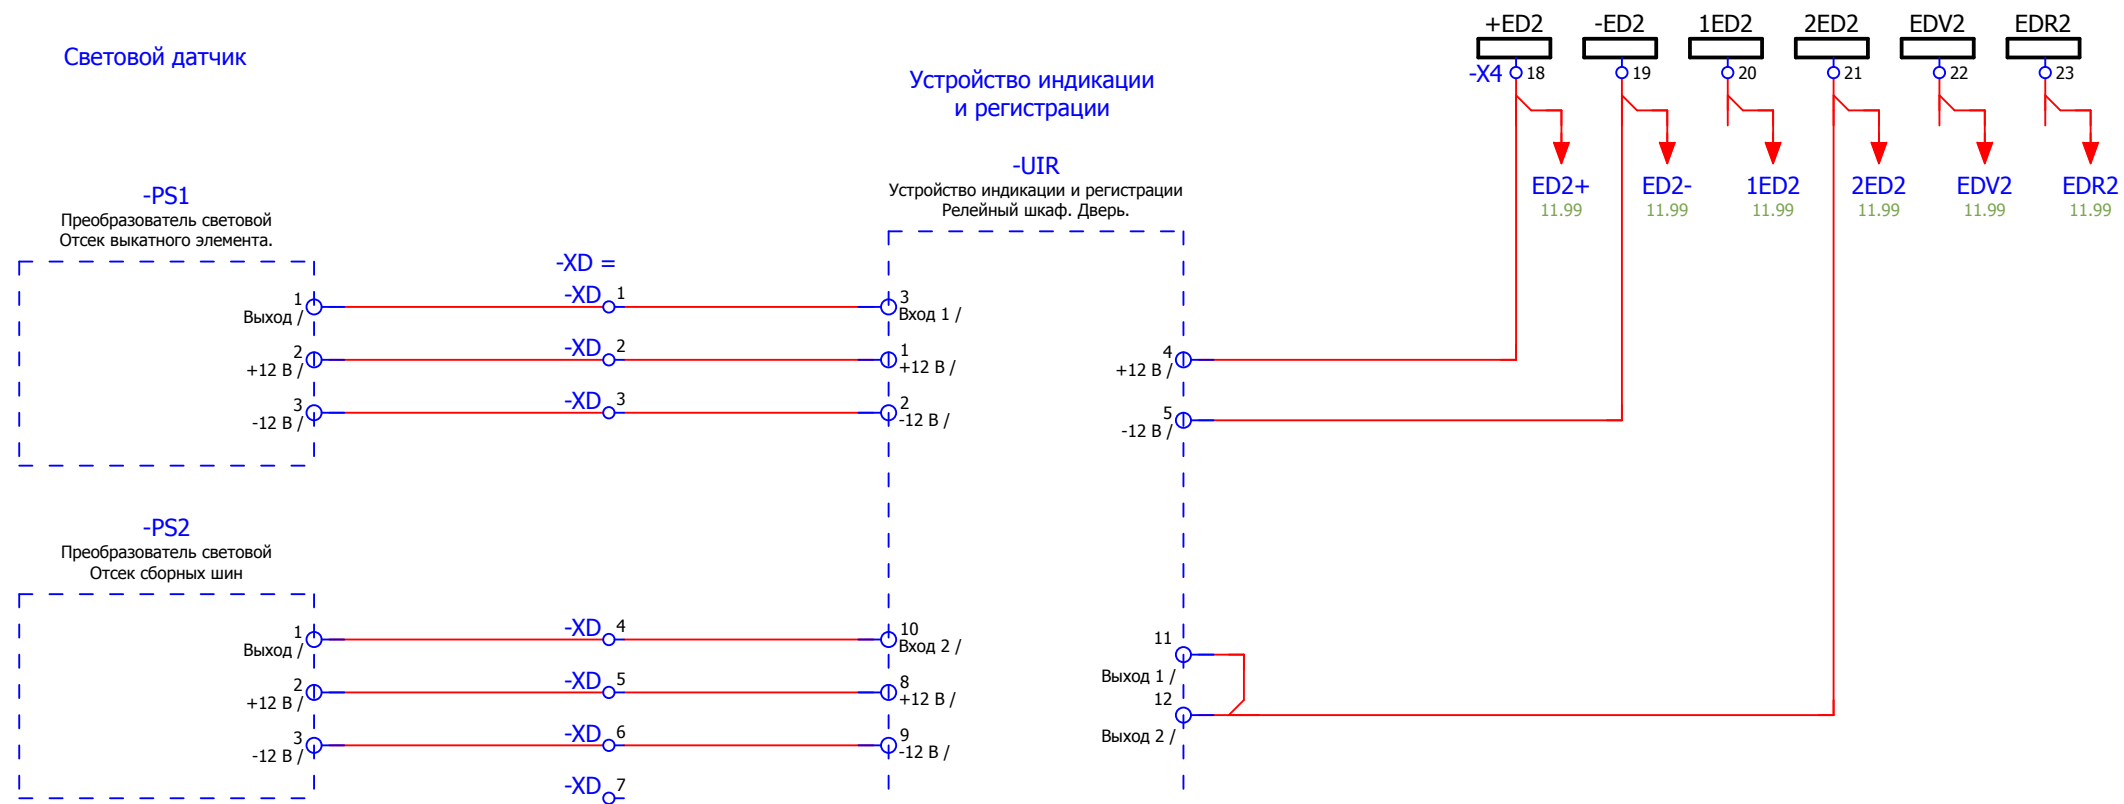 +ED2 -ED2 1ED2 2ED2 EDV2 EDR2
-X4 18 19 20 21 22 23
ED2+ ED2- 1ED2 2ED2 EDV2 EDR2
11.99 11.99 11.99 11.99 11.99 11.99
Световой датчик
Устройство индикации
и регистрации
-UIR
Устройство индикации и регистрации
Релейный шкаф. Дверь.
-PS1
Преобразователь световой
Отсек выкатного элемента.
-XD =
1
Выход /
-XD 1
3
Вход 1 /
2
+12 В /
-XD 2
1
+12 В /
4
+12 В /
3
-12 В /
-XD 3
2
-12 В /
5
-12 В /
-PS2
Преобразователь световой
Отсек сборных шин
1
Выход /
-XD 4
10
Вход 2 /
11
Выход 1 /
2
+12 В /
-XD 5
8
+12 В /
12
Выход 2 /
3
-12 В /
-XD 6
9
-12 В /
-XD 7